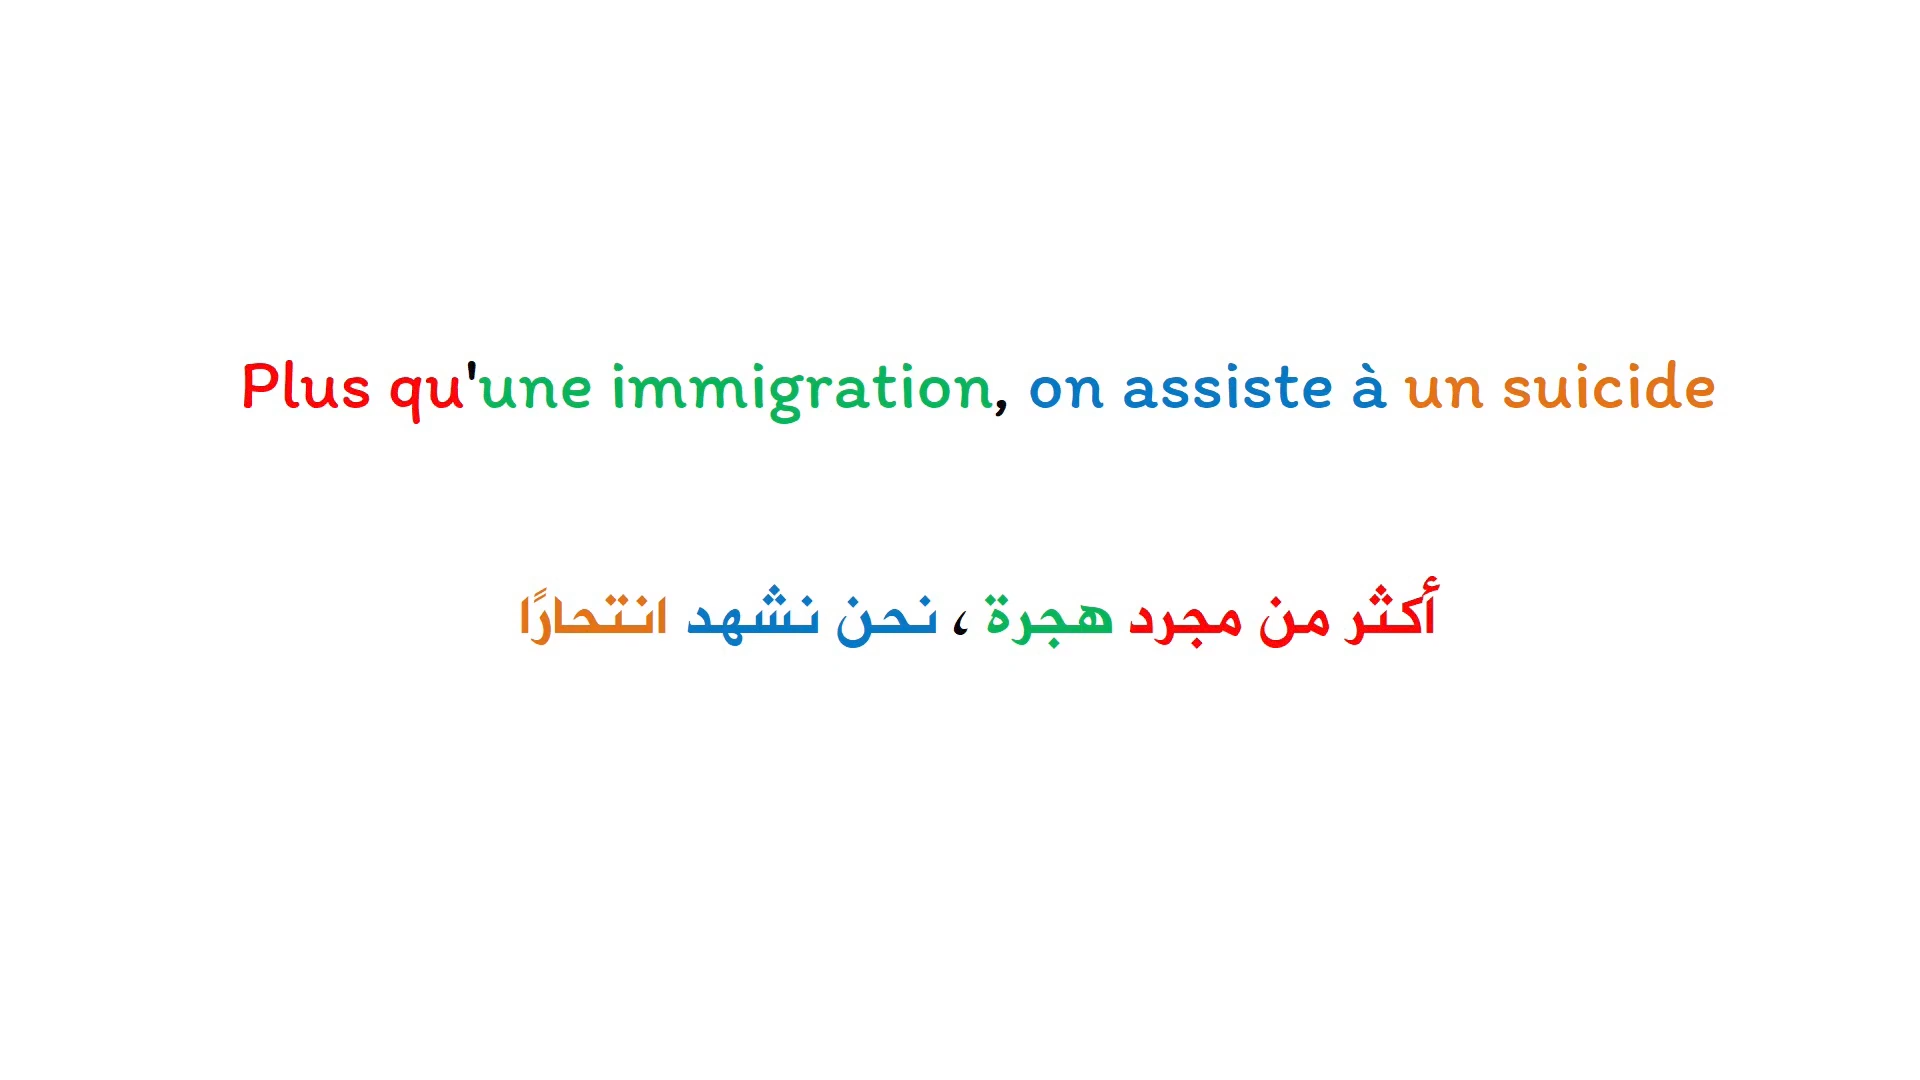 Plus qu'une immigration, on assiste à un suicide
أكثر من مجرد هجرة ، نحن نشهد انتحارًا